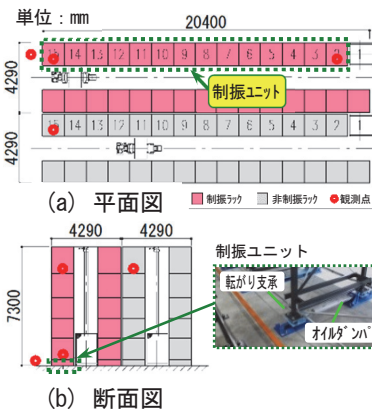 単位：mm
20400
4290
15 14 13 12 11 10 9 8 7 6 5 4 3 2 1
制振ユニット
4290
15 14 13 12 11 10 9 8 7 6 5 4 3 2 1
(a) 平面図
制振ラック 非制振ラック 観測点
4290 4290
7300
制振ユニット
転がり支承
オイルダンパ
(b) 断面図